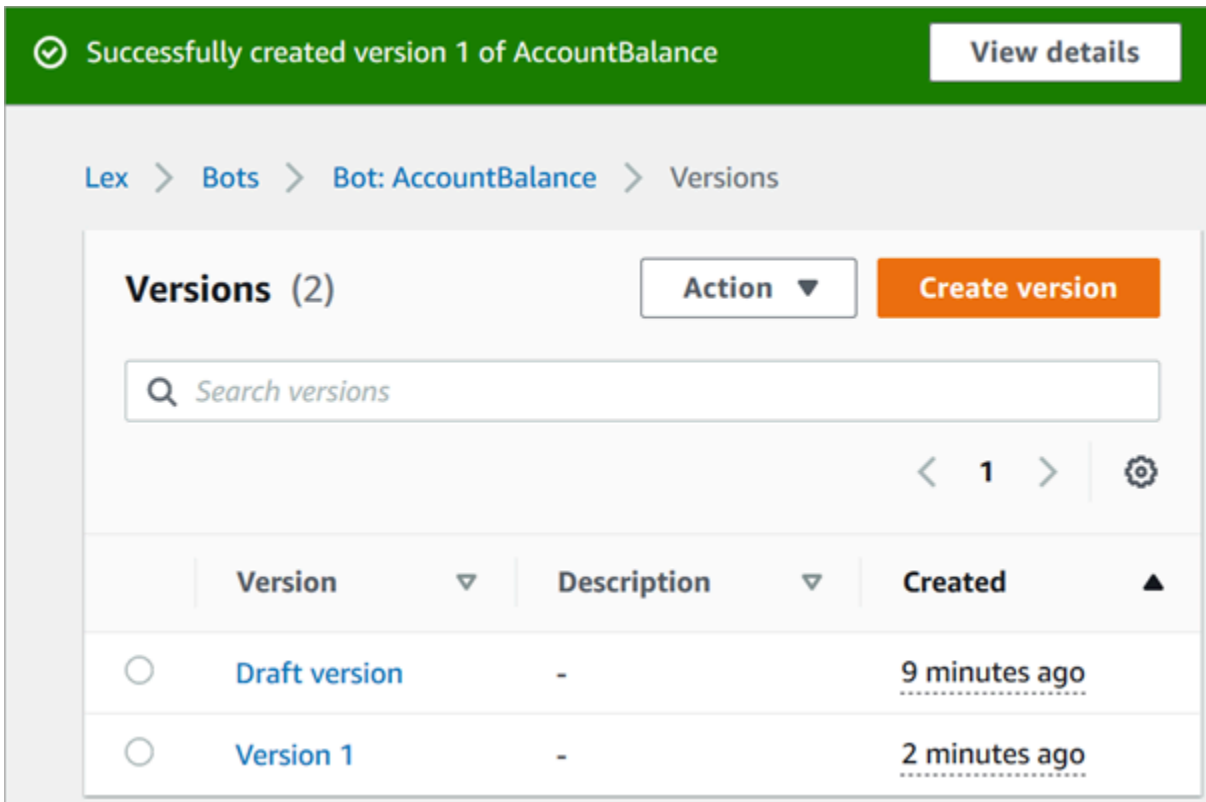 Successfully created version 1 of AccountBalance View details
Lex > Bots > Bot: AccountBalance > Versions
Versions (2) Action ▼ Create version
Search versions
< 1 >
Version Description Created
Draft version - 9 minutes ago
Version 1 - 2 minutes ago